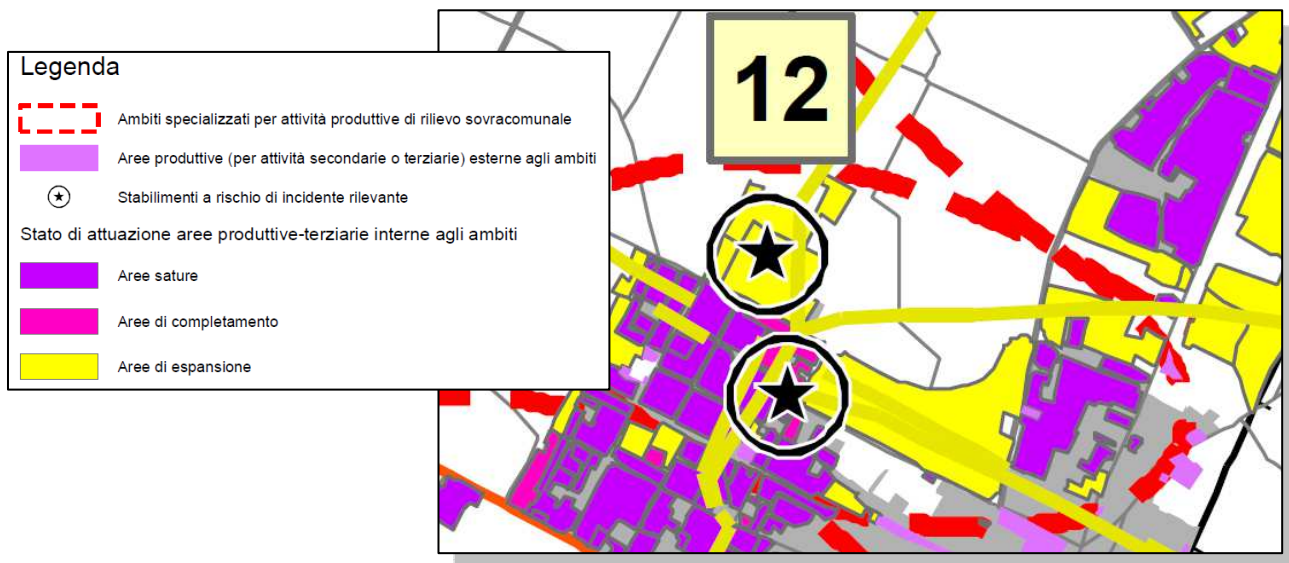 Legenda
Ambiti specializzati per attività produttive di rilievo sovracomunale
Aree produttive (per attività secondarie o terziarie) esterne agli ambiti
Stabilimenti a rischio di incidente rilevante
Stato di attuazione aree produttive-terziarie interne agli ambiti
Aree sature
Aree di completamento
Aree di espansione
12